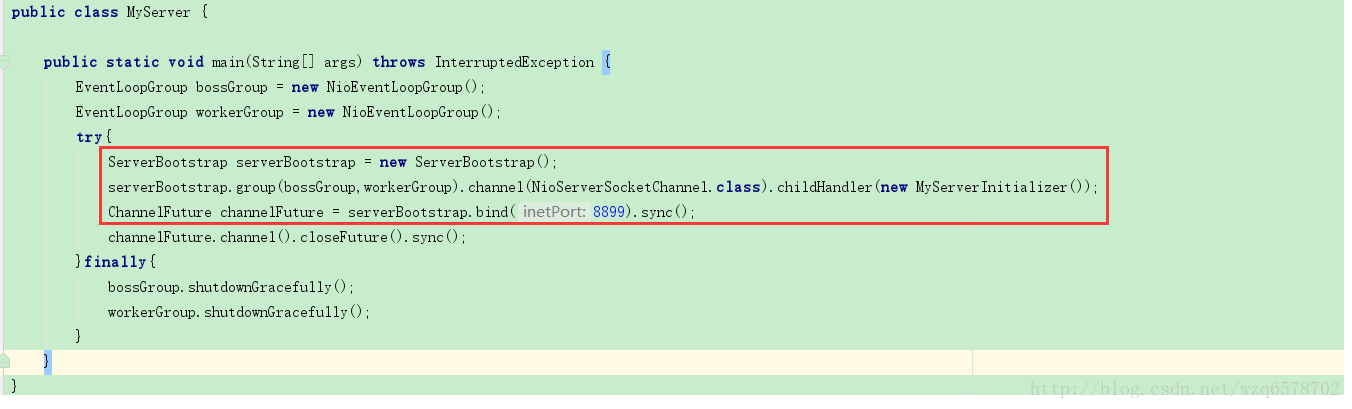 public class MyServer {
public static void main(String[] args) throws InterruptedException {
EventLoopGroup bossGroup = new NioEventLoopGroup();
EventLoopGroup workerGroup = new NioEventLoopGroup();
try{
ServerBootstrap serverBootstrap = new ServerBootstrap();
serverBootstrap.group(bossGroup,workerGroup).channel(NioServerSocketChannel.class).childHandler(new MyServerInitializer());
ChannelFuture channelFuture = serverBootstrap.bind( inetPort: 8899).sync();
channelFuture.channel().closeFuture().sync();
}finally{
bossGroup.shutdownGracefully();
workerGroup.shutdownGracefully();
}
}
}
http://blog.csdn.net/wzq6578702